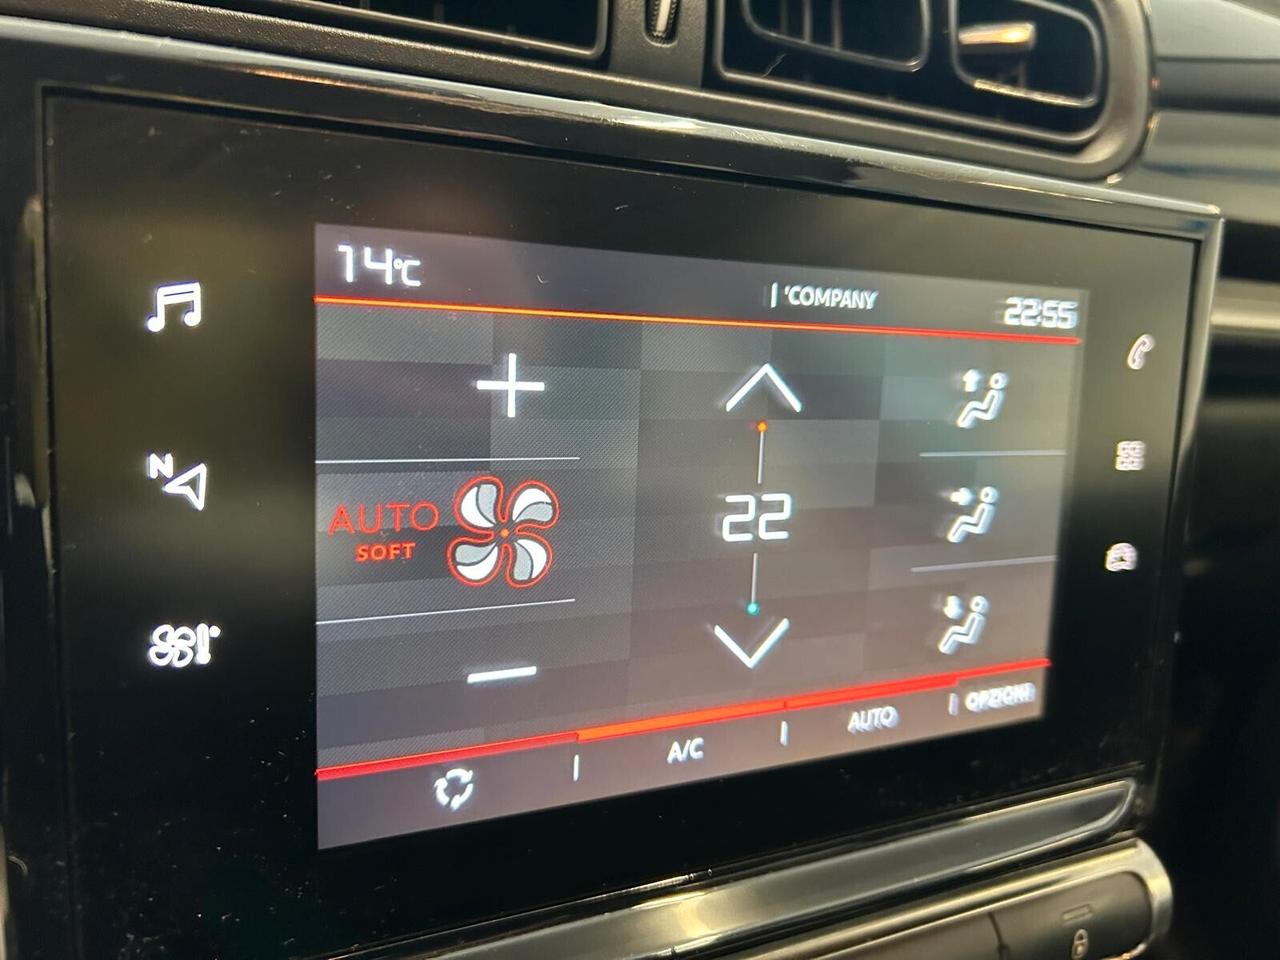 14°C
'COMPANY
22:55
N
AUTO
SOFT
22
A/C
AUTO
OPZIONI